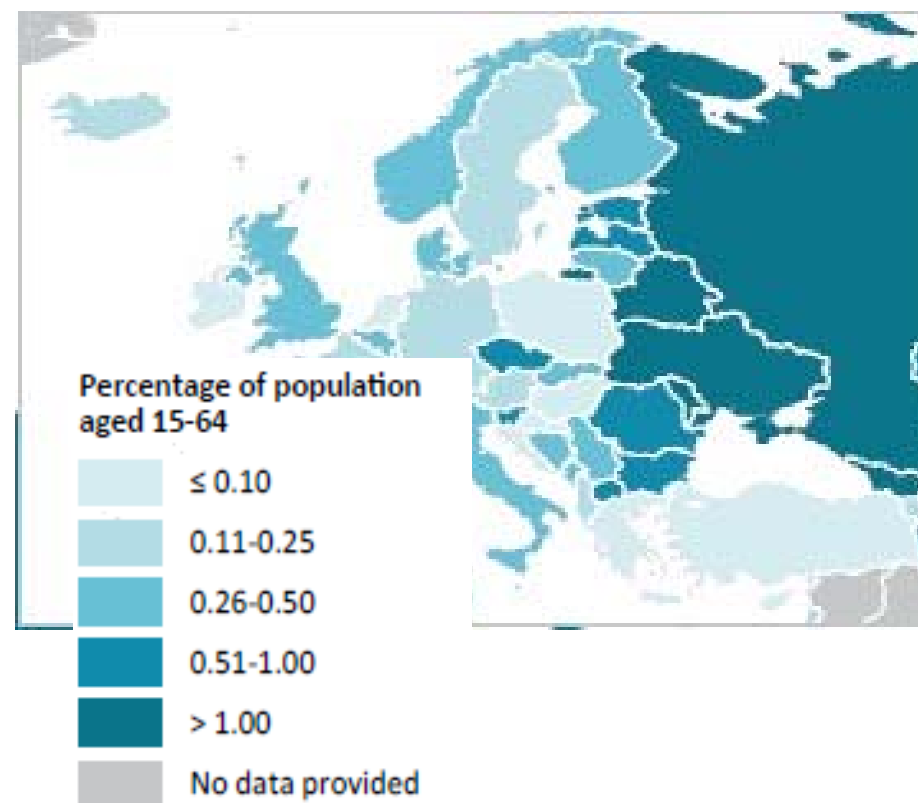 Percentage of population
aged 15-64
≤ 0.10
0.11-0.25
0.26-0.50
0.51-1.00
> 1.00
No data provided